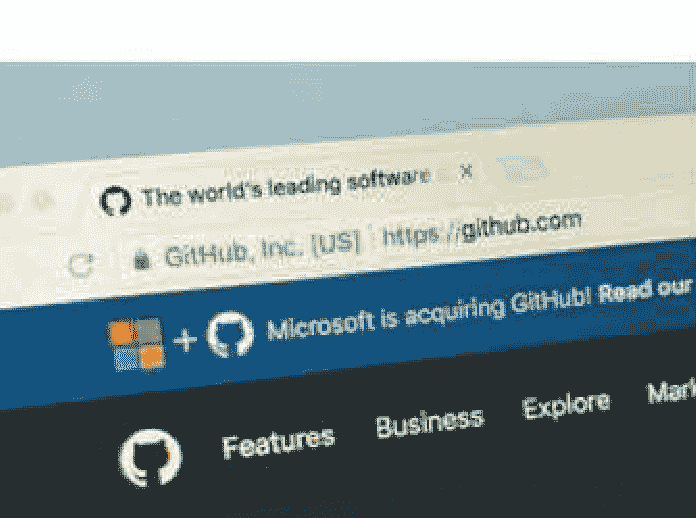 The world's leading software
GitHub, Inc. [US] https://github.com
+ Microsoft is acquiring GitHub! Read our
Features Business Explore